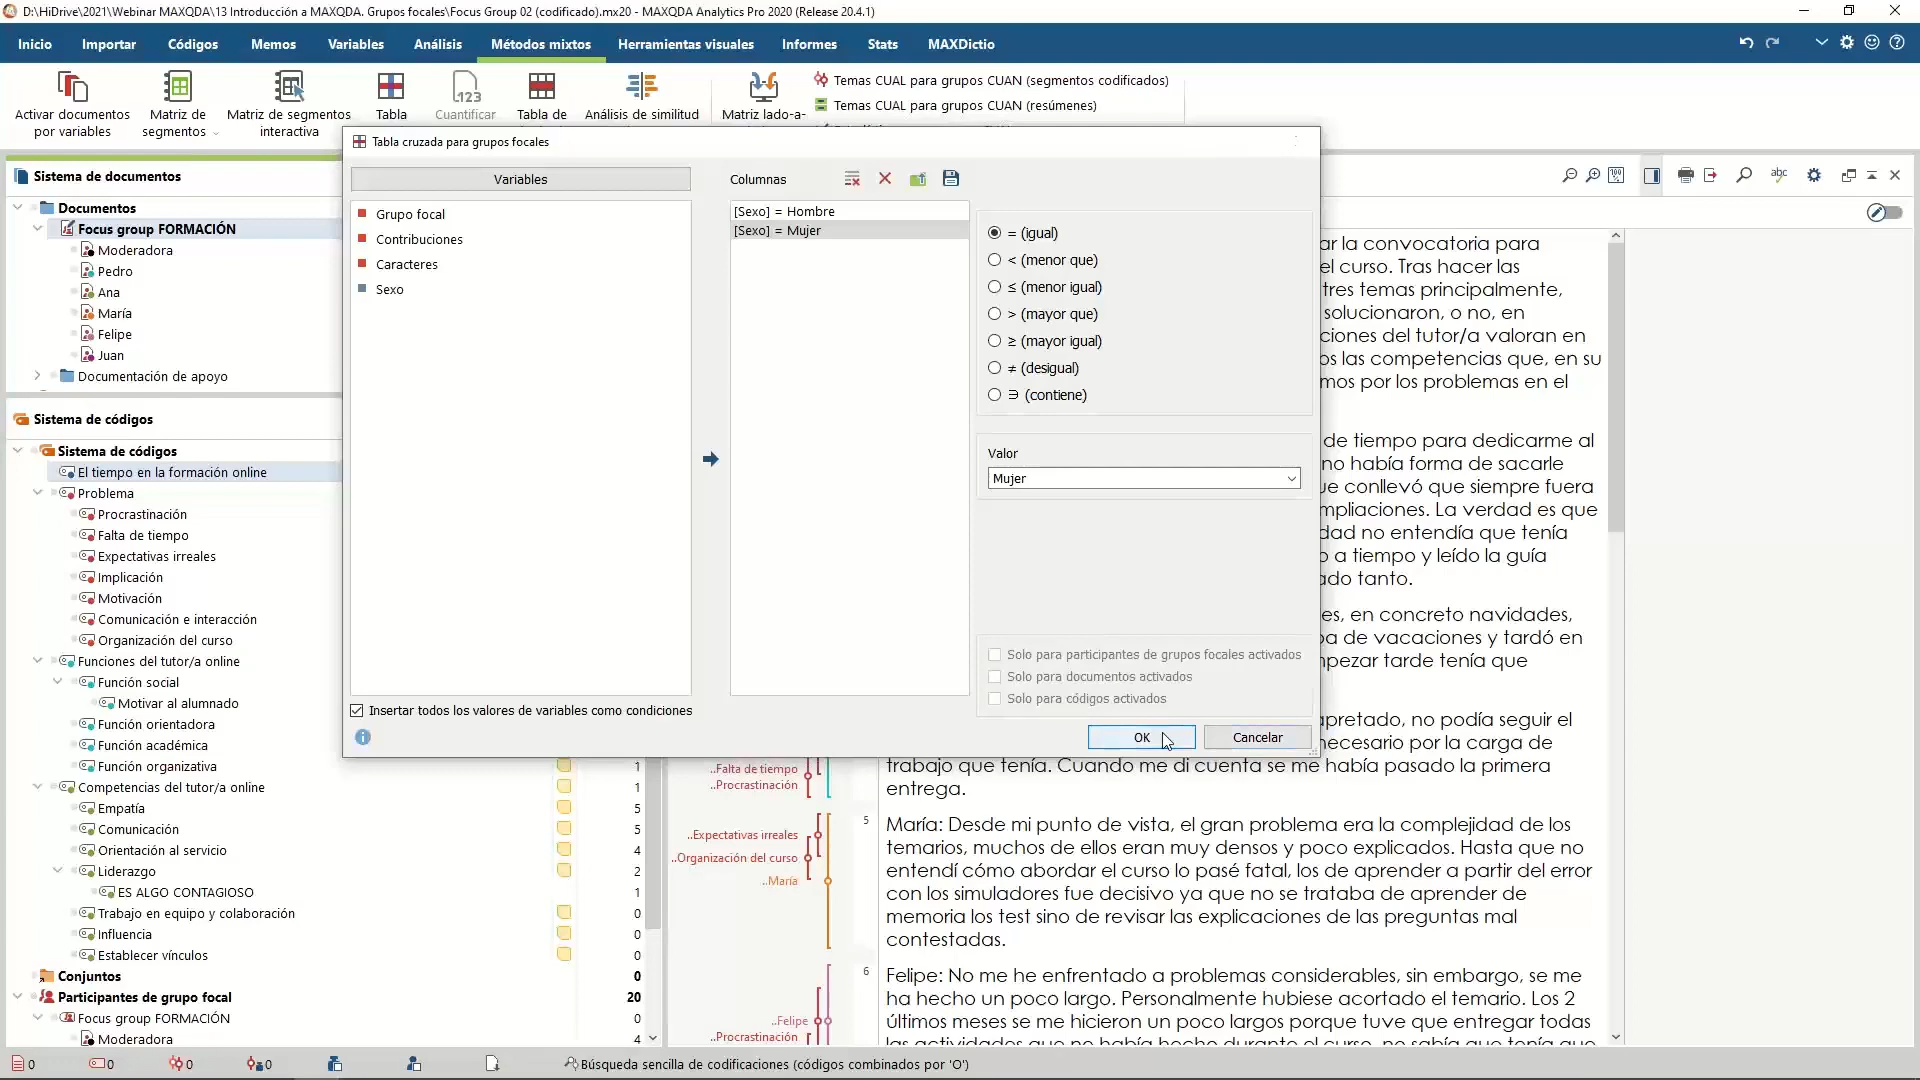 D:\HiDrive\2021\Webinar MAXQDA\13 Introducción a MAXQDA. Grupos focales\Focus Group 02 (codificado).mx20 - MAXQDA Analytics Pro 2020 (Release 20.4.1)
Inicio Importar Códigos Memos Variables Análisis Métodos mixtos Herramientas visuales Informes Stats MAXDictio
Activar documentos por variables
Matriz de segmentos
Matriz de segmentos interactiva
Tabla
123
Cuantificar
Tabla de
Análisis de similitud
Matriz lado-a-
Temas CUAL para grupos CUAN (segmentos codificados)
Temas CUAL para grupos CUAN (resúmenes)
Sistema de documentos
Documentos
Focus group FORMACIÓN
Moderadora
Pedro
Ana
María
Felipe
Juan
Documentación de apoyo
Sistema de códigos
Sistema de códigos
El tiempo en la formación online
Problema
Procrastinación
Falta de tiempo
Expectativas irreales
Implicación
Motivación
Comunicación e interacción
Organización del curso
Funciones del tutor/a online
Función social
Motivar al alumnado
Función orientadora
Función académica
Función organizativa 1
Competencias del tutor/a online 1
Empatía 5
Comunicación 5
Orientación al servicio 4
Liderazgo 2
ES ALGO CONTAGIOSO 1
Trabajo en equipo y colaboración 0
Influencia 0
Establecer vínculos 0
Conjuntos 0
Participantes de grupo focal 20
Focus group FORMACIÓN 0
Moderadora 4
Tabla cruzada para grupos focales
Variables
Grupo focal
Contribuciones
Caracteres
Sexo
Insertar todos los valores de variables como condiciones
Columnas
[Sexo] = Hombre
[Sexo] = Mujer
= (igual)
< (menor que)
≤ (menor igual)
> (mayor que)
≥ (mayor igual)
≠ (desigual)
∋ (contiene)
Valor
Mujer
Solo para participantes de grupos focales activados
Solo para documentos activados
Solo para códigos activados
OK Cancelar
100 %
abc
ar la convocatoria para
el curso. Tras hacer las
tres temas principalmente,
solucionaron, o no, en
ciones del tutor/a valoran en
os las competencias que, en su
mos por los problemas en el
de tiempo para dedicarme al
no había forma de sacarle
ue conllevó que siempre fuera
mpliaciones. La verdad es que
dad no entendía que tenía
o a tiempo y leído la guía
ado tanto.
es, en concreto navidades,
ba de vacaciones y tardó en
npezar tarde tenía que
apretado, no podía seguir el
necesario por la carga de
trabajo que tenía. Cuando me di cuenta se me había pasado la primera
entrega.
..Falta de tiempo
..Procrastinación
..Expectativas irreales
..Organización del curso
..María
5
María: Desde mi punto de vista, el gran problema era la complejidad de los
temarios, muchos de ellos eran muy densos y poco explicados. Hasta que no
entendí cómo abordar el curso lo pasé fatal, los de aprender a partir del error
con los simuladores fue decisivo ya que no se trataba de aprender de
memoria los test sino de revisar las explicaciones de las preguntas mal
contestadas.
..Felipe
..Procrastinación
6
Felipe: No me he enfrentado a problemas considerables, sin embargo, se me
ha hecho un poco largo. Personalmente hubiese acortado el temario. Los 2
últimos meses se me hicieron un poco largos porque tuve que entregar todas
las actividades que no había hecho durante el curso, no sabía que tenía que
0 0 0 0 Búsqueda sencilla de codificaciones (códigos combinados por 'O')